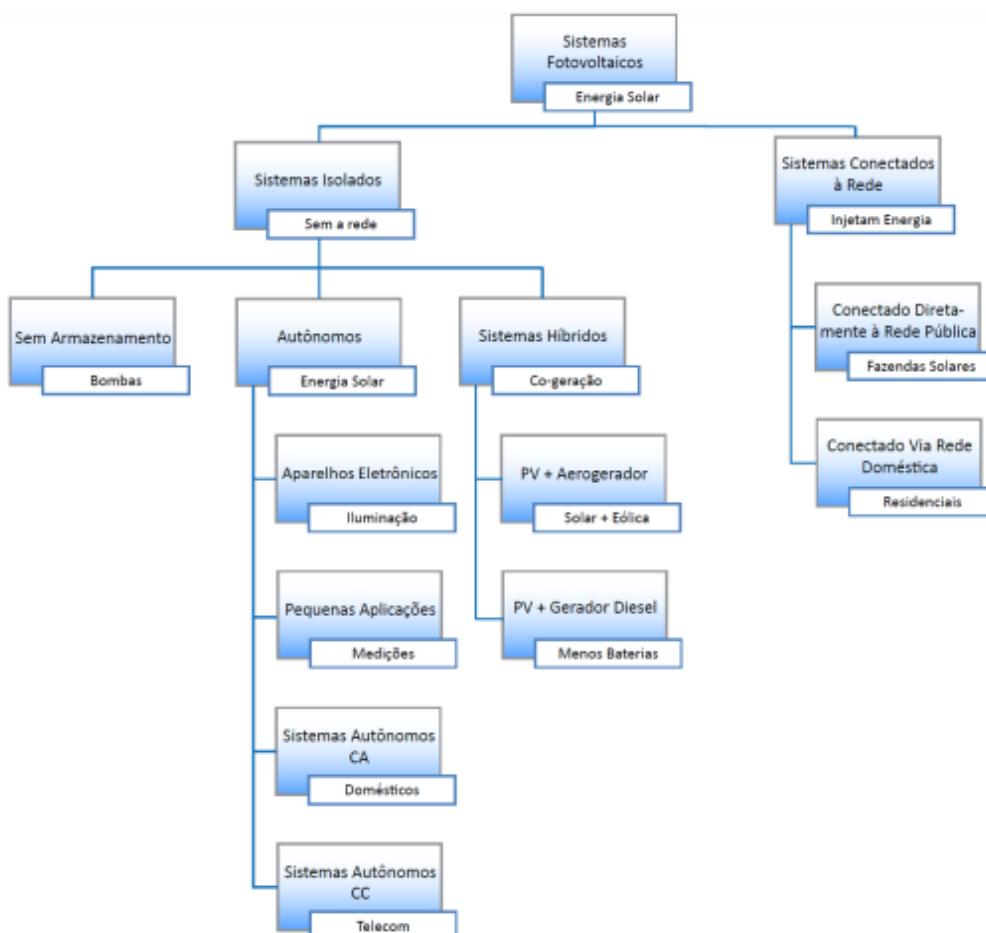 Sistemas
Fotovoltaicos
Energia Solar
Sistemas Isolados
Sem a rede
Sistemas Conectados
à Rede
Injetam Energia
Sem Armazenamento
Bombas
Autônomos
Energia Solar
Sistemas Híbridos
Co-geração
Conectado Direta-
mente à Rede Pública
Fazendas Solares
Aparelhos Eletrônicos
Iluminação
PV + Aerogerador
Solar + Eólica
Conectado Via Rede
Doméstica
Residenciais
Pequenas Aplicações
Medições
PV + Gerador Diesel
Menos Baterias
Sistemas Autônomos
CA
Domésticos
Sistemas Autônomos
CC
Telecom